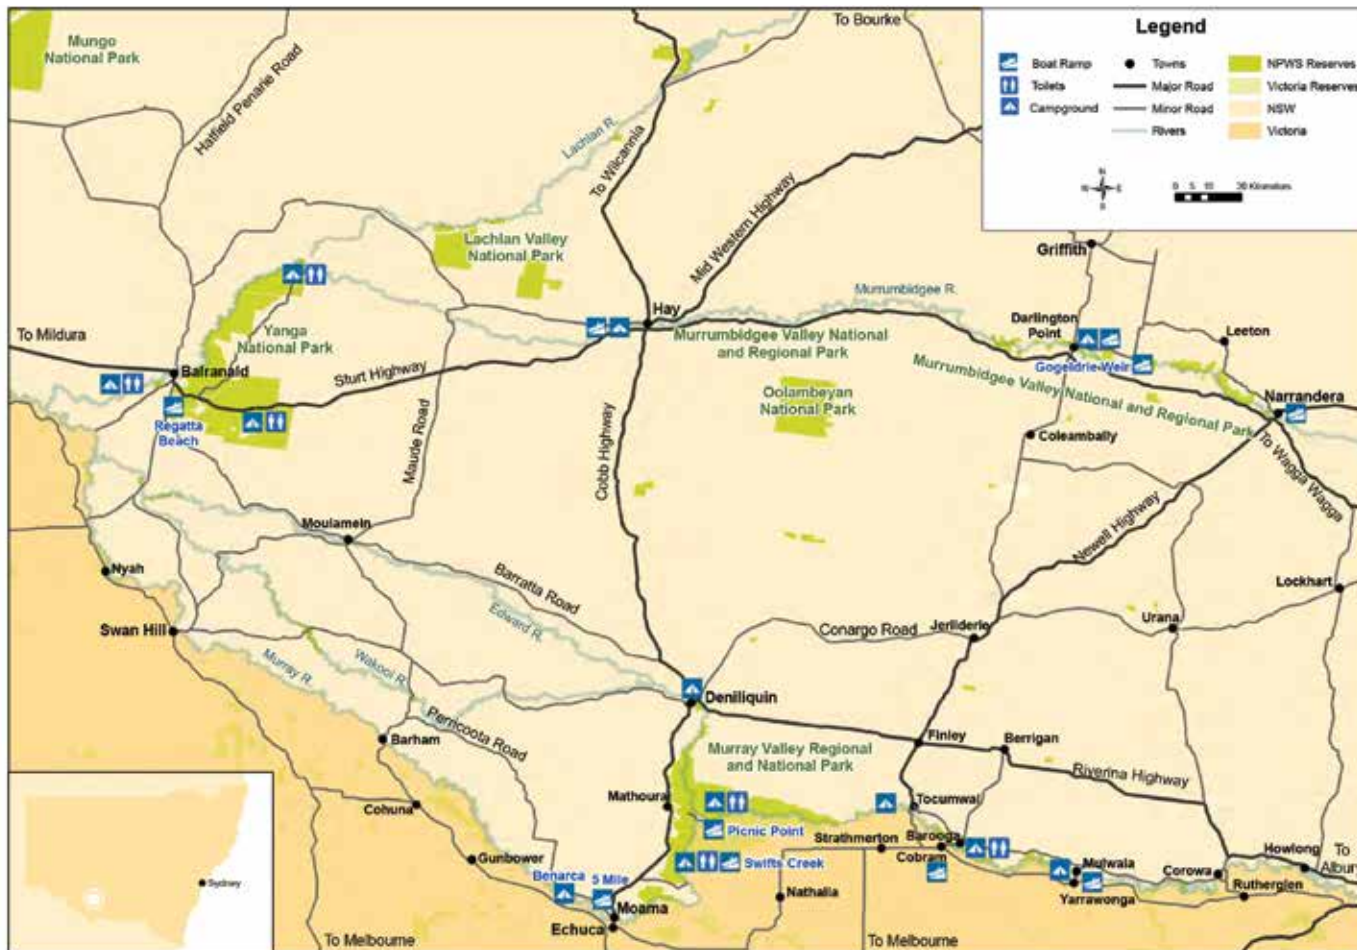 Mungo
National Park
Hatfield Penarie Road
To Bourke
Lachlan R.
To Wilcannia
Mid Western Highway
Legend
Boat Ramp
Toilets
Campground
Towns
Major Road
Minor Road
Rivers
NPWS Reserves
Victoria Reserves
NSW
Victoria
N
E
S
0 5 10 20 Kilometers
Griffith
Lachlan Valley
National Park
Murrumbidgee R.
Hay
Darlington
Point
Leeton
To Mildura
Yanga
National Park
Murrumbidgee Valley National
and Regional Park
Gogeldrie Weir
Balranald
Sturt Highway
Murrumbidgee Valley National and Regional Park
Oolambeyan
National Park
Narrandera
Regatta
Beach
Maude Road
Cobb Highway
Coleambally
To Wagga Wagga
Newell Highway
Moulamein
Nyah
Barratta Road
Lockhart
Swan Hill
Edward R.
Conargo Road
Jerilderie
Urana
Murray R.
Wakool R.
Deniliquin
Perricoota Road
Barham
Murray Valley Regional
and National Park
Finley
Berrigan
Riverina Highway
Cohuna
Mathoura
Tocumwal
Picnic Point
Strathmerton
Barooga
Cobram
Gunbower
Swifts Creek
Mulwala
Howlong
To
Albury
Benarca
5 Mile
Nathalia
Corowa
Rutherglen
Yarrawonga
Sydney
Moama
Echuca
To Melbourne
To Melbourne